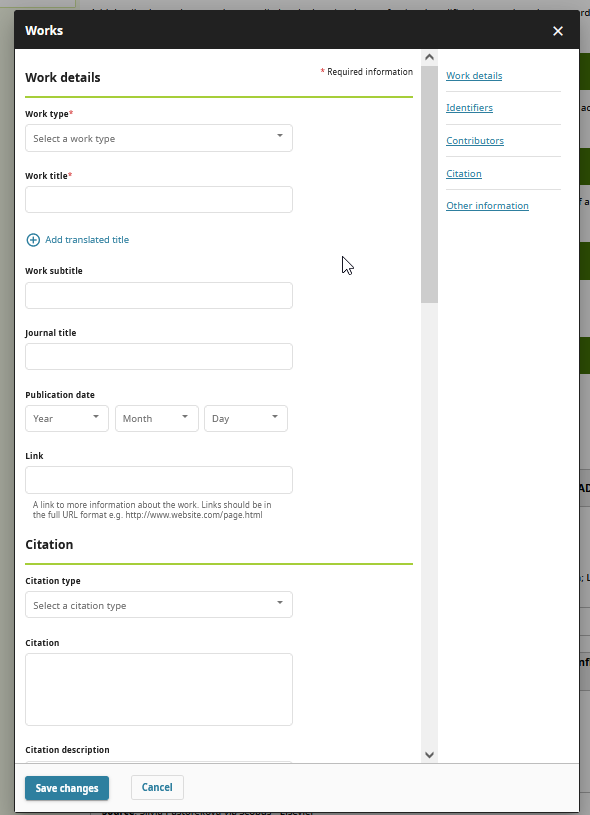 Works
Work details
* Required information
Work type*
Select a work type
Work title*
Add translated title
Work subtitle
Journal title
Publication date
Year Month Day
Link
A link to more information about the work. Links should be in
the full URL format e.g. http://www.website.com/page.html
Citation
Citation type
Select a citation type
Citation
Citation description
Save changes
Cancel
Work details
Identifiers
Contributors
Citation
Other information